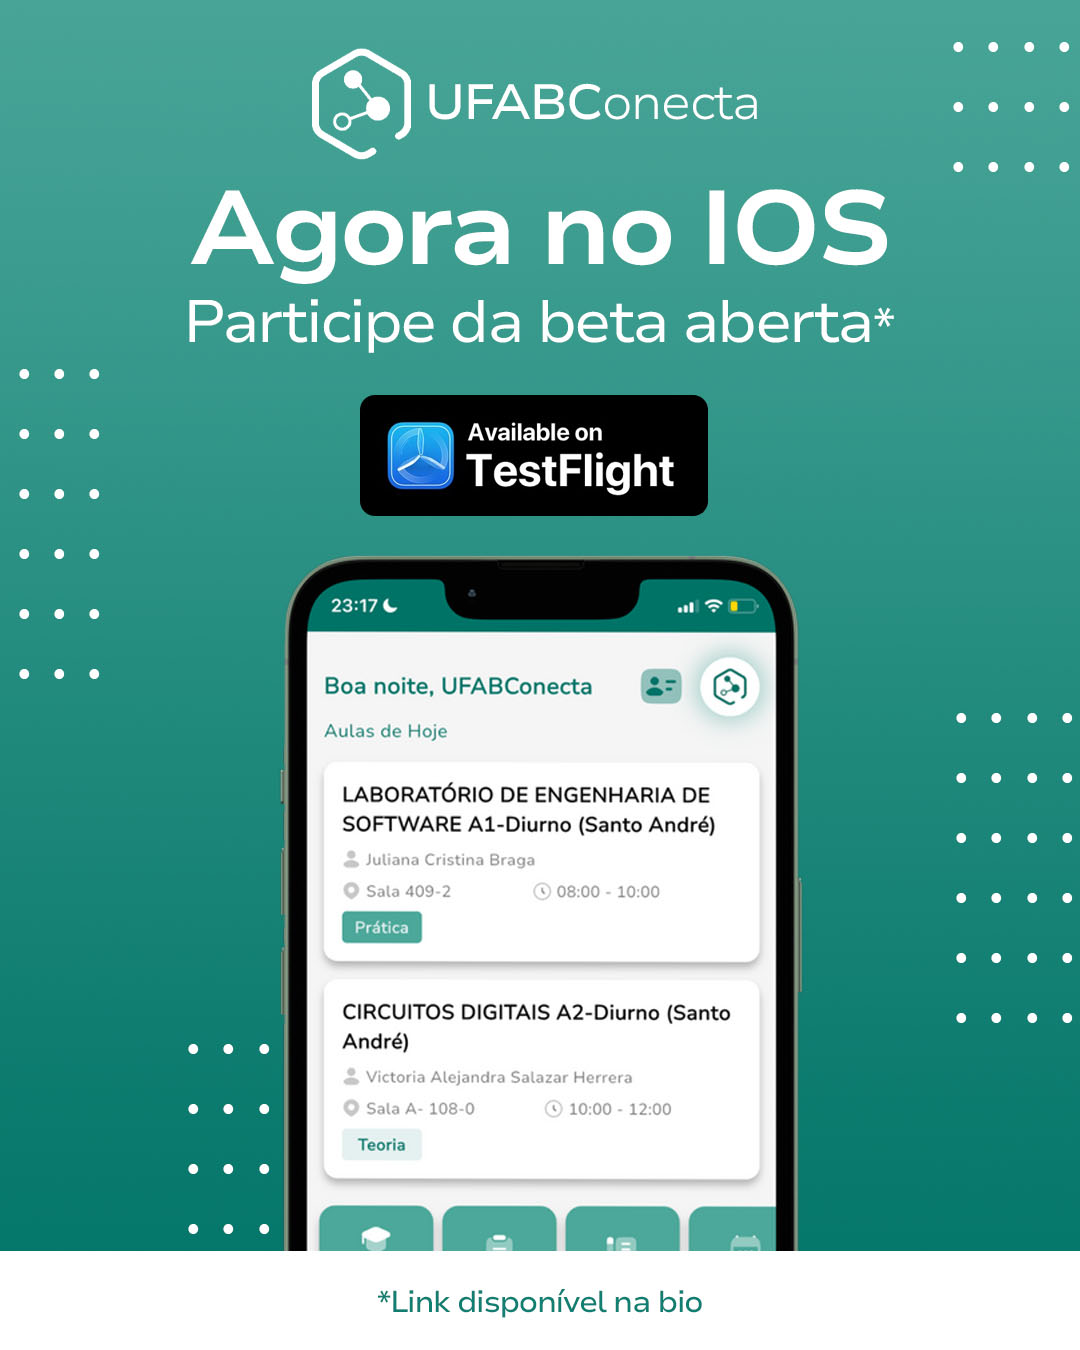 UFABConecta
Agora no IOS
Participe da beta aberta*
Available on
TestFlight
23:17
Boa noite, UFABConecta
Aulas de Hoje
LABORATÓRIO DE ENGENHARIA DE
SOFTWARE A1-Diurno (Santo André)
Juliana Cristina Braga
Sala 409-2 08:00 - 10:00
Prática
CIRCUITOS DIGITAIS A2-Diurno (Santo
André)
Victoria Alejandra Salazar Herrera
Sala A- 108-0 10:00 - 12:00
Teoria
*Link disponível na bio